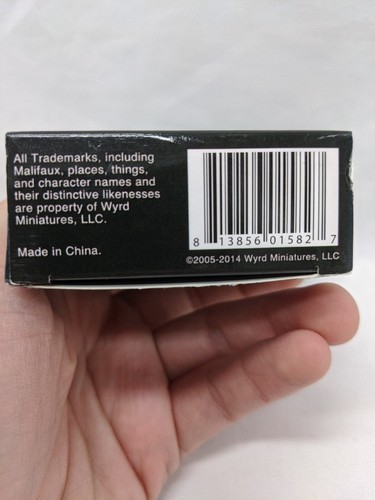 All Trademarks, including
Malifaux, places, things,
and character names and
their distinctive likenesses
are property of Wyrd
Miniatures, LLC.
Made in China.
8 13856 01582 7
©2005-2014 Wyrd Miniatures, LLC